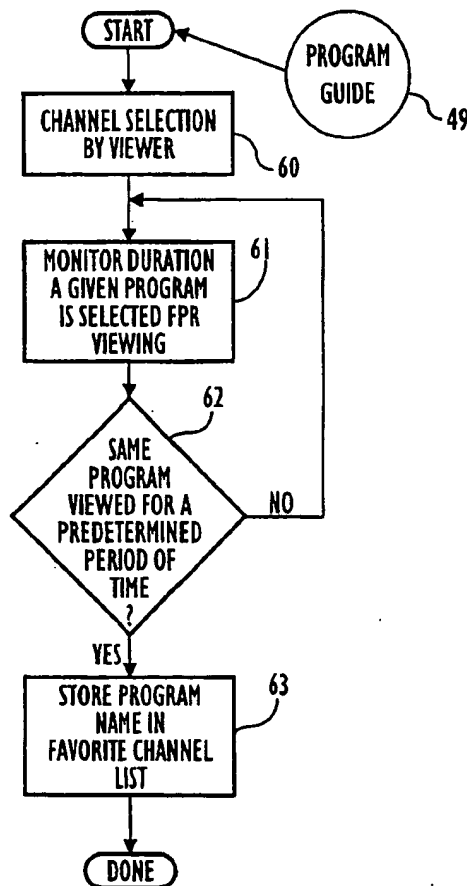 START
PROGRAM
GUIDE
49
CHANNEL SELECTION
BY VIEWER
60
61
MONITOR DURATION
A GIVEN PROGRAM
IS SELECTED FPR
VIEWING
62
SAME
PROGRAM
VIEWED FOR A
PREDETERMINED
PERIOD OF
TIME
?
NO
YES
63
STORE PROGRAM
NAME IN
FAVORITE CHANNEL
LIST
DONE